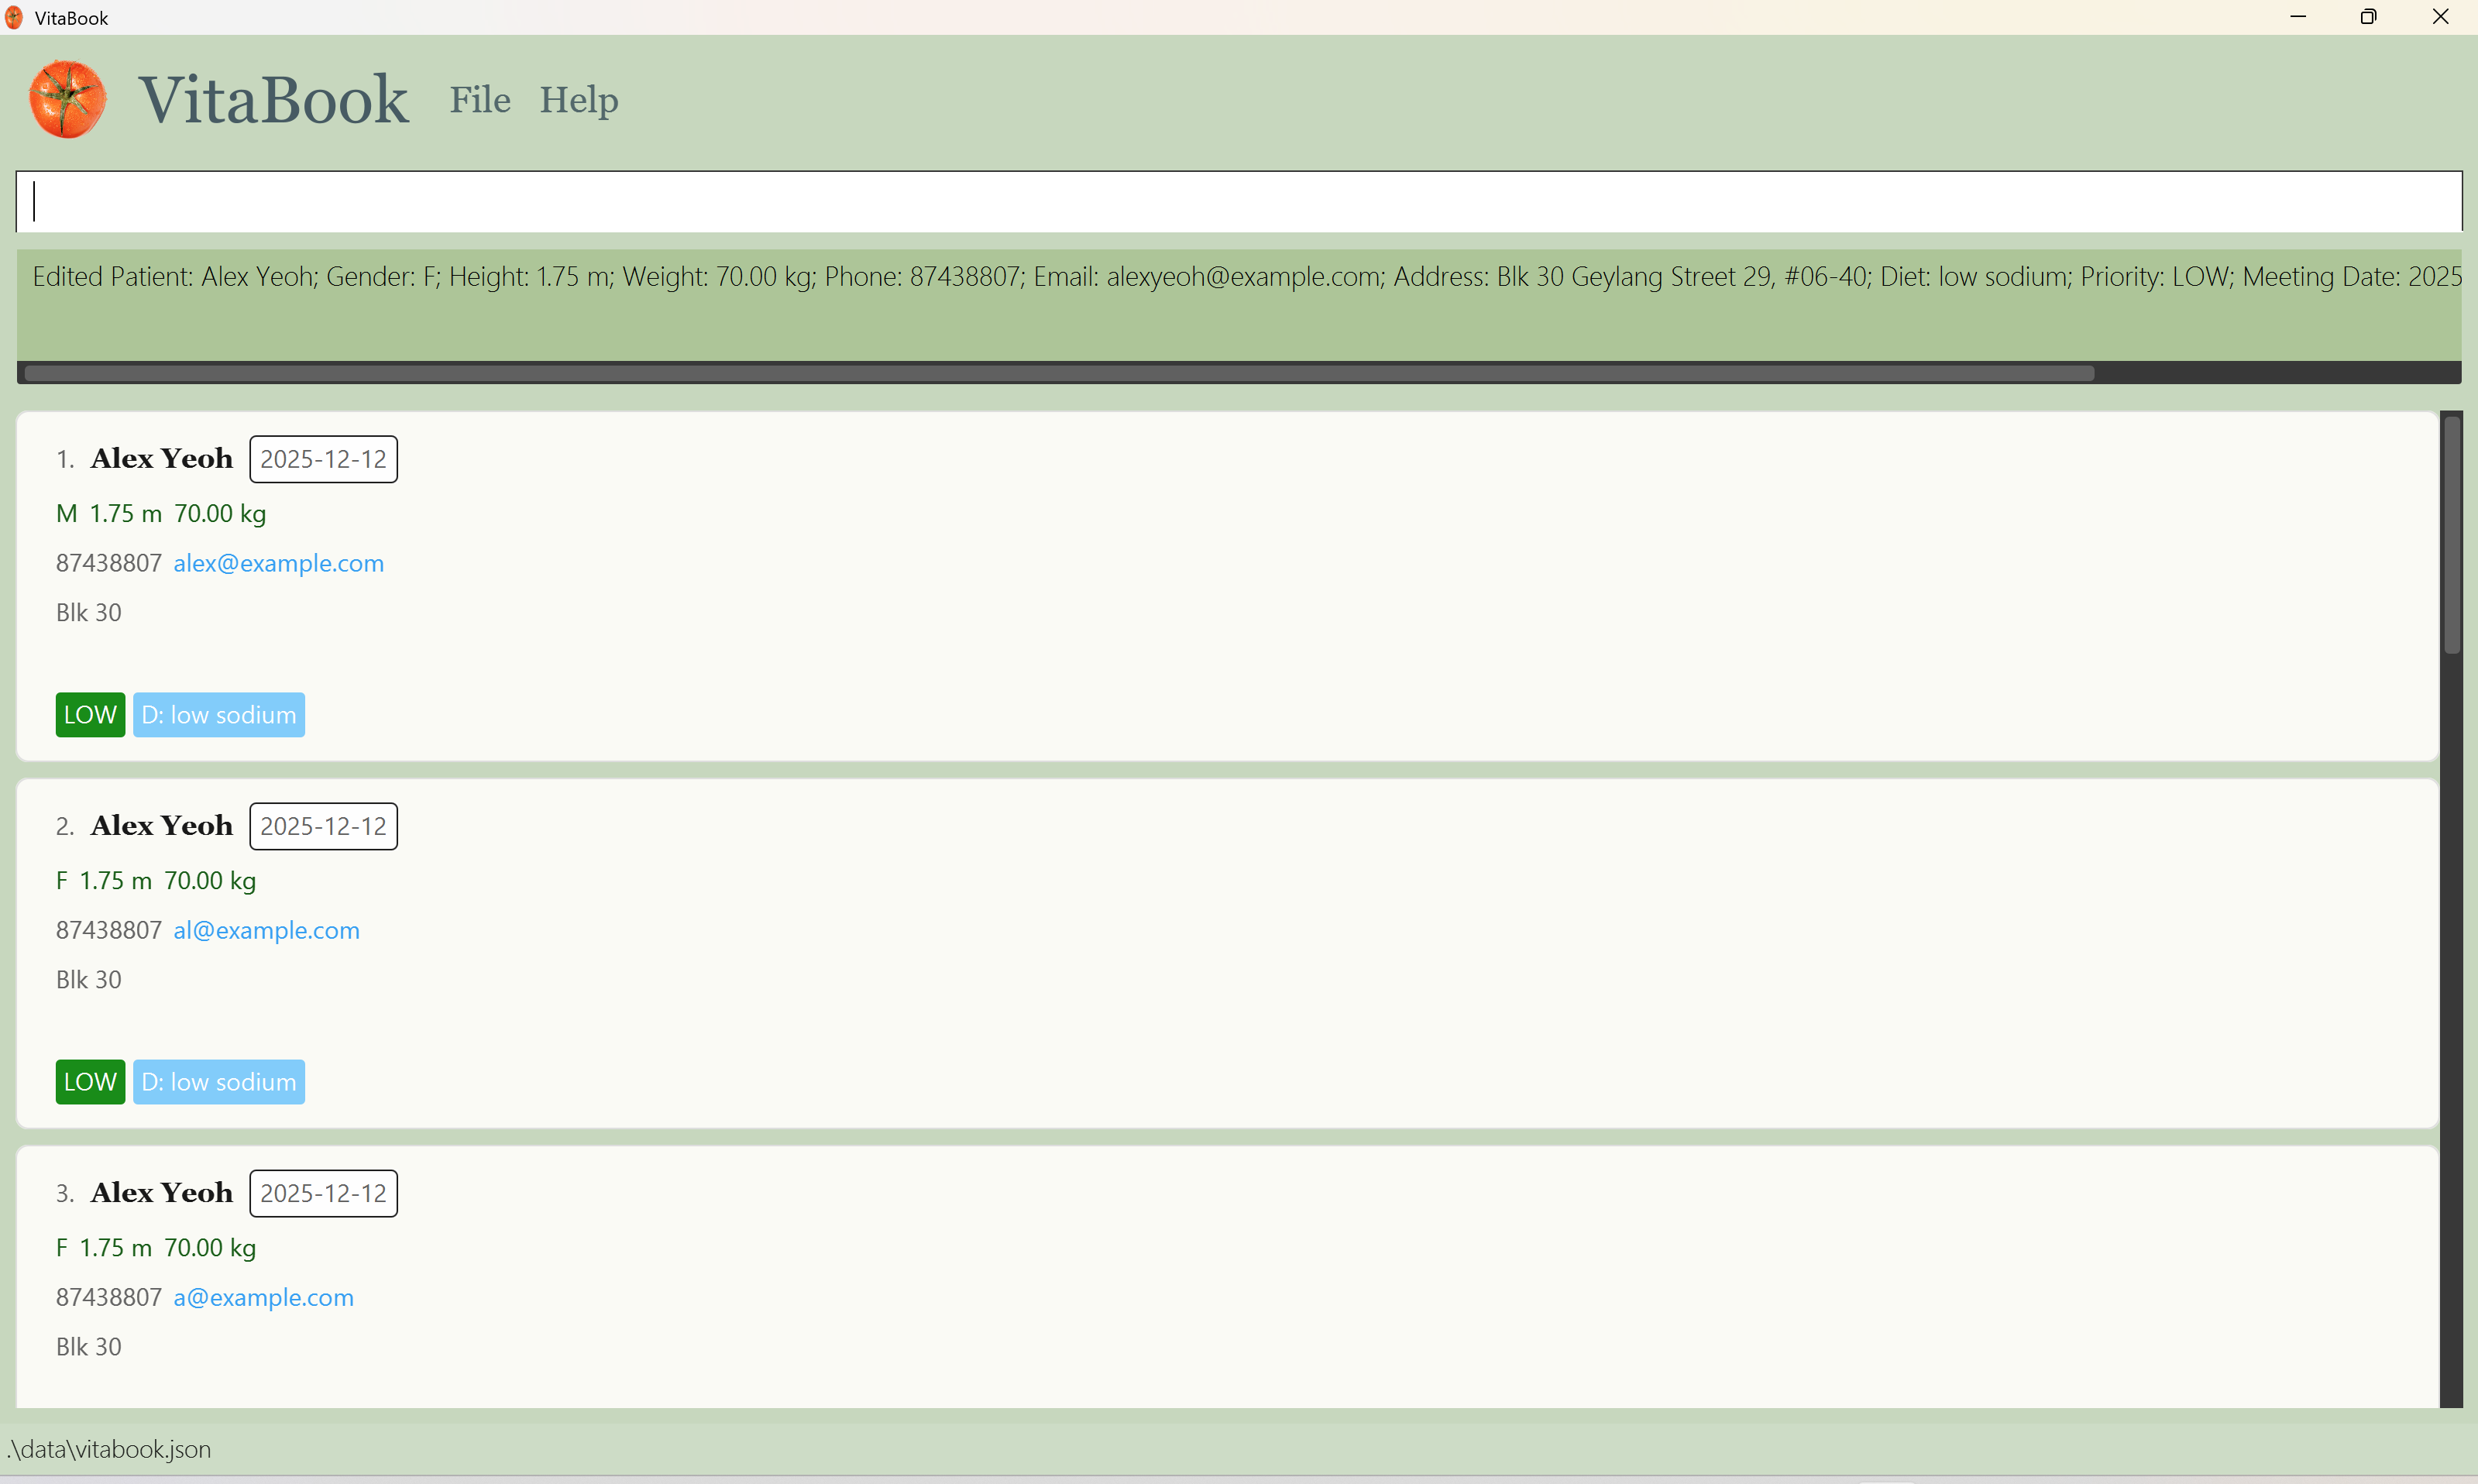 VitaBook
VitaBook File Help
Edited Patient: Alex Yeoh; Gender: F; Height: 1.75 m; Weight: 70.00 kg; Phone: 87438807; Email: alexyeoh@example.com; Address: Blk 30 Geylang Street 29, #06-40; Diet: low sodium; Priority: LOW; Meeting Date: 2025
1. Alex Yeoh 2025-12-12
M 1.75 m 70.00 kg
87438807 alex@example.com
Blk 30
LOW D: low sodium
2. Alex Yeoh 2025-12-12
F 1.75 m 70.00 kg
87438807 al@example.com
Blk 30
LOW D: low sodium
3. Alex Yeoh 2025-12-12
F 1.75 m 70.00 kg
87438807 a@example.com
Blk 30
.\data\vitabook.json